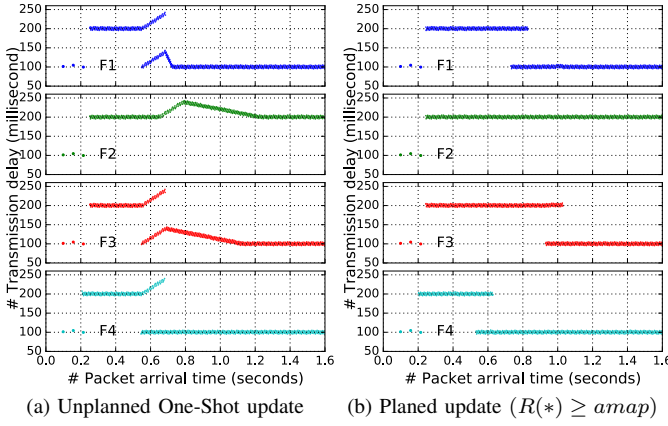 # Transmission delay (millisecond)
250
200
150
100
50
F1
250
200
150
100
50
F1
250
200
150
100
50
F2
250
200
150
100
50
F2
250
200
150
100
50
F3
250
200
150
100
50
F3
250
200
150
100
50
F4
250
200
150
100
50
F4
0.0 0.2 0.4 0.6 0.8 1.0 1.2 1.4 1.6
0.0 0.2 0.4 0.6 0.8 1.0 1.2 1.4 1.6
# Packet arrival time (seconds)
# Packet arrival time (seconds)
# Transmission delay (millisecond)
(a) Unplanned One-Shot update
(b) Planed update (R(*) ≥ amap)